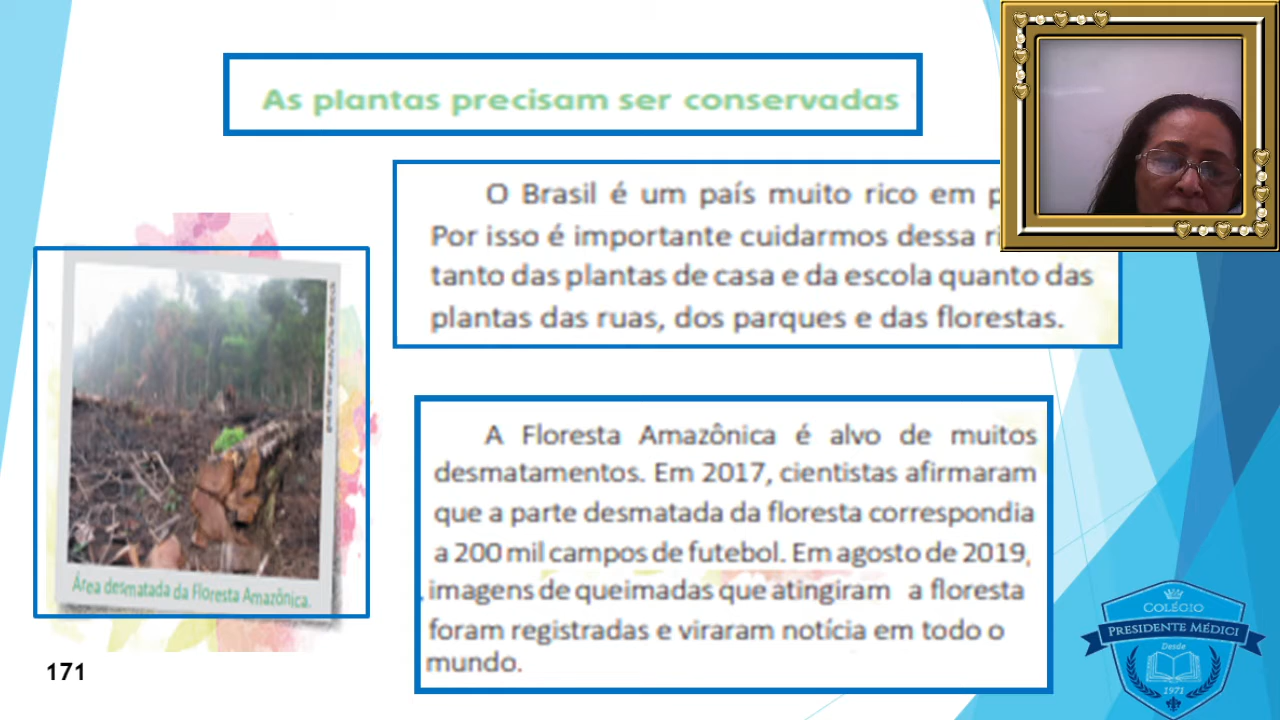 As plantas precisam ser conservadas
O Brasil é um país muito rico em
Por isso é importante cuidarmos dessa
tanto das plantas de casa e da escola quanto das
plantas das ruas, dos parques e das florestas.
A Floresta Amazônica é alvo de muitos
desmatamentos. Em 2017, cientistas afirmaram
que a parte desmatada da floresta correspondia
a 200 mil campos de futebol. Em agosto de 2019,
imagens de queimadas que atingiram a floresta
foram registradas e viraram notícia em todo o
mundo.
Área desmatada da Floresta Amazônica.
171
COLÉGIO
PRESIDENTE MÉDICI
Desde
1971